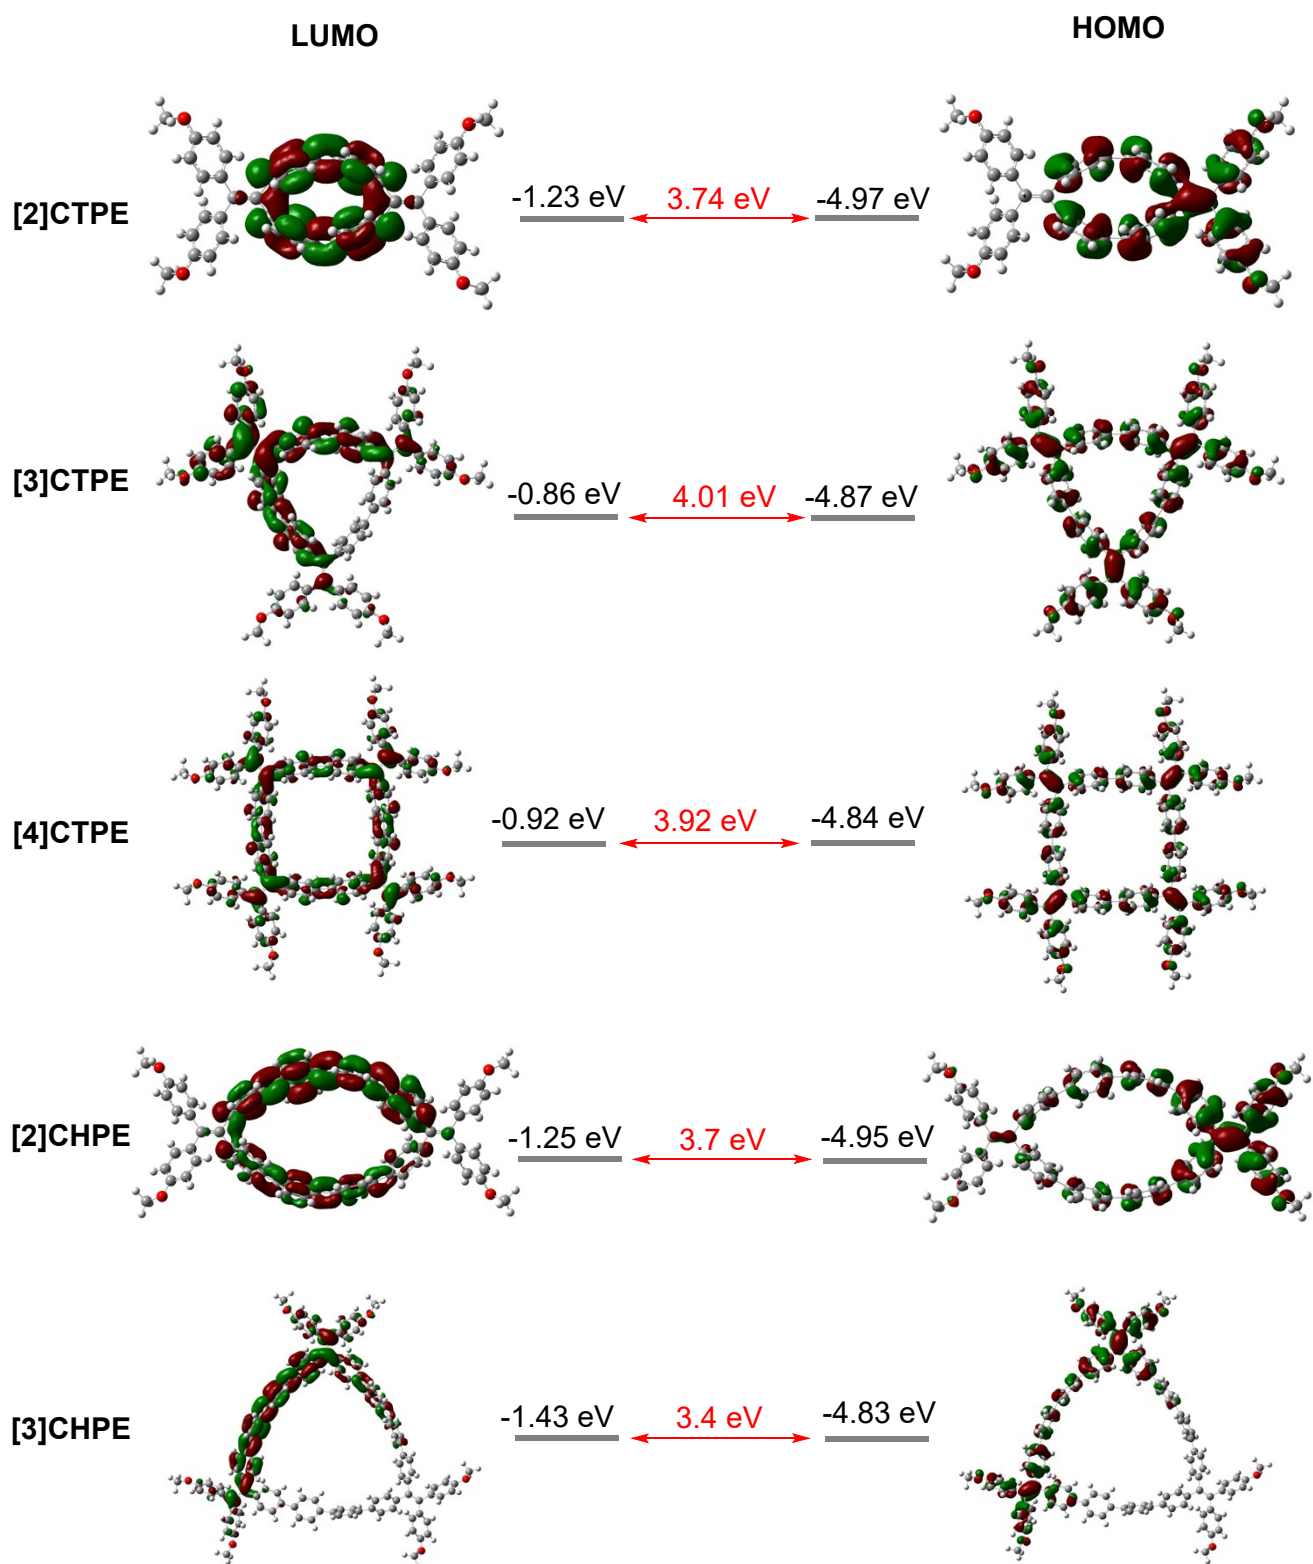 LUMO HOMO
[2]CTPE -1.23 eV 3.74 eV -4.97 eV
[3]CTPE -0.86 eV 4.01 eV -4.87 eV
[4]CTPE -0.92 eV 3.92 eV -4.84 eV
[2]CHPE -1.25 eV 3.7 eV -4.95 eV
[3]CHPE -1.43 eV 3.4 eV -4.83 eV